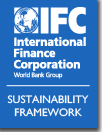 IFC
International
Finance
Corporation
World Bank Group
SUSTAINABILITY
FRAMEWORK